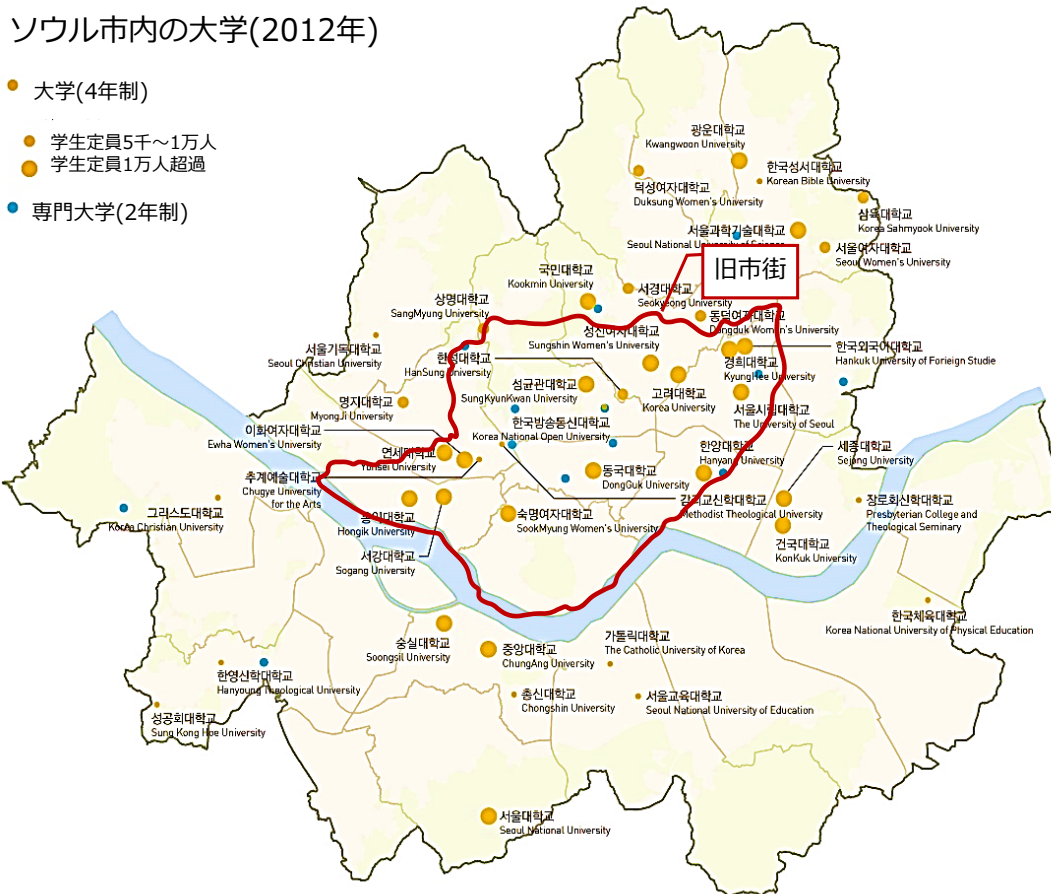 ソウル市内の大学(2012年)
大学(4年制)
学生定員5千～1万人
学生定員1万人超過
専門大学(2年制)
광운대학교
Kwangwoon University
한국성서대학교
Korean Bible University
덕성여자대학교
Duksung Women's University
삼육대학교
Korea Sahmyook University
서울과학기술대학교
Seoul National University of Science
서울여자대학교
Seoul Women's University
旧市街
국민대학교
Kookmin University
서경대학교
Seokyeong University
상명대학교
SangMyung University
동덕여자대학교
Dongduk Women's University
성신여자대학교
Sungshin Women's University
서울기독대학교
Seoul Christian University
한성대학교
HanSung University
한국외국어대학교
Hankuk University of Forieign Studie
경희대학교
KyungHee University
성균관대학교
SungKyunKwan University
고려대학교
Korea University
명지대학교
MyongJi University
서울시립대학교
The University of Seoul
한국방송통신대학교
Korea National Open University
이화여자대학교
Ewha Women's University
연세대학교
Yunsei University
한양대학교
Hanyang University
세종대학교
Sejang University
추계예술대학교
Chugye University
for the Arts
동국대학교
DongGuk University
감리교신학대학교
Methodist Theological University
장로회신학대학교
Presbyterian College and
Theological Seminary
그리스도대학교
Korea Christian University
홍익대학교
Hongik University
숙명여자대학교
SookMyung Women's University
건국대학교
KonKuk University
서강대학교
Sogang University
한국체육대학교
Korea National University of Physical Education
숭실대학교
Soongsil University
중앙대학교
ChungAng University
가톨릭대학교
The Catholic University of Korea
한영신학대학교
Hanyoung Theological University
총신대학교
Chongshin University
서울교육대학교
Seoul National University of Education
성공회대학교
Sung Kong Hoe University
서울대학교
Seoul National University